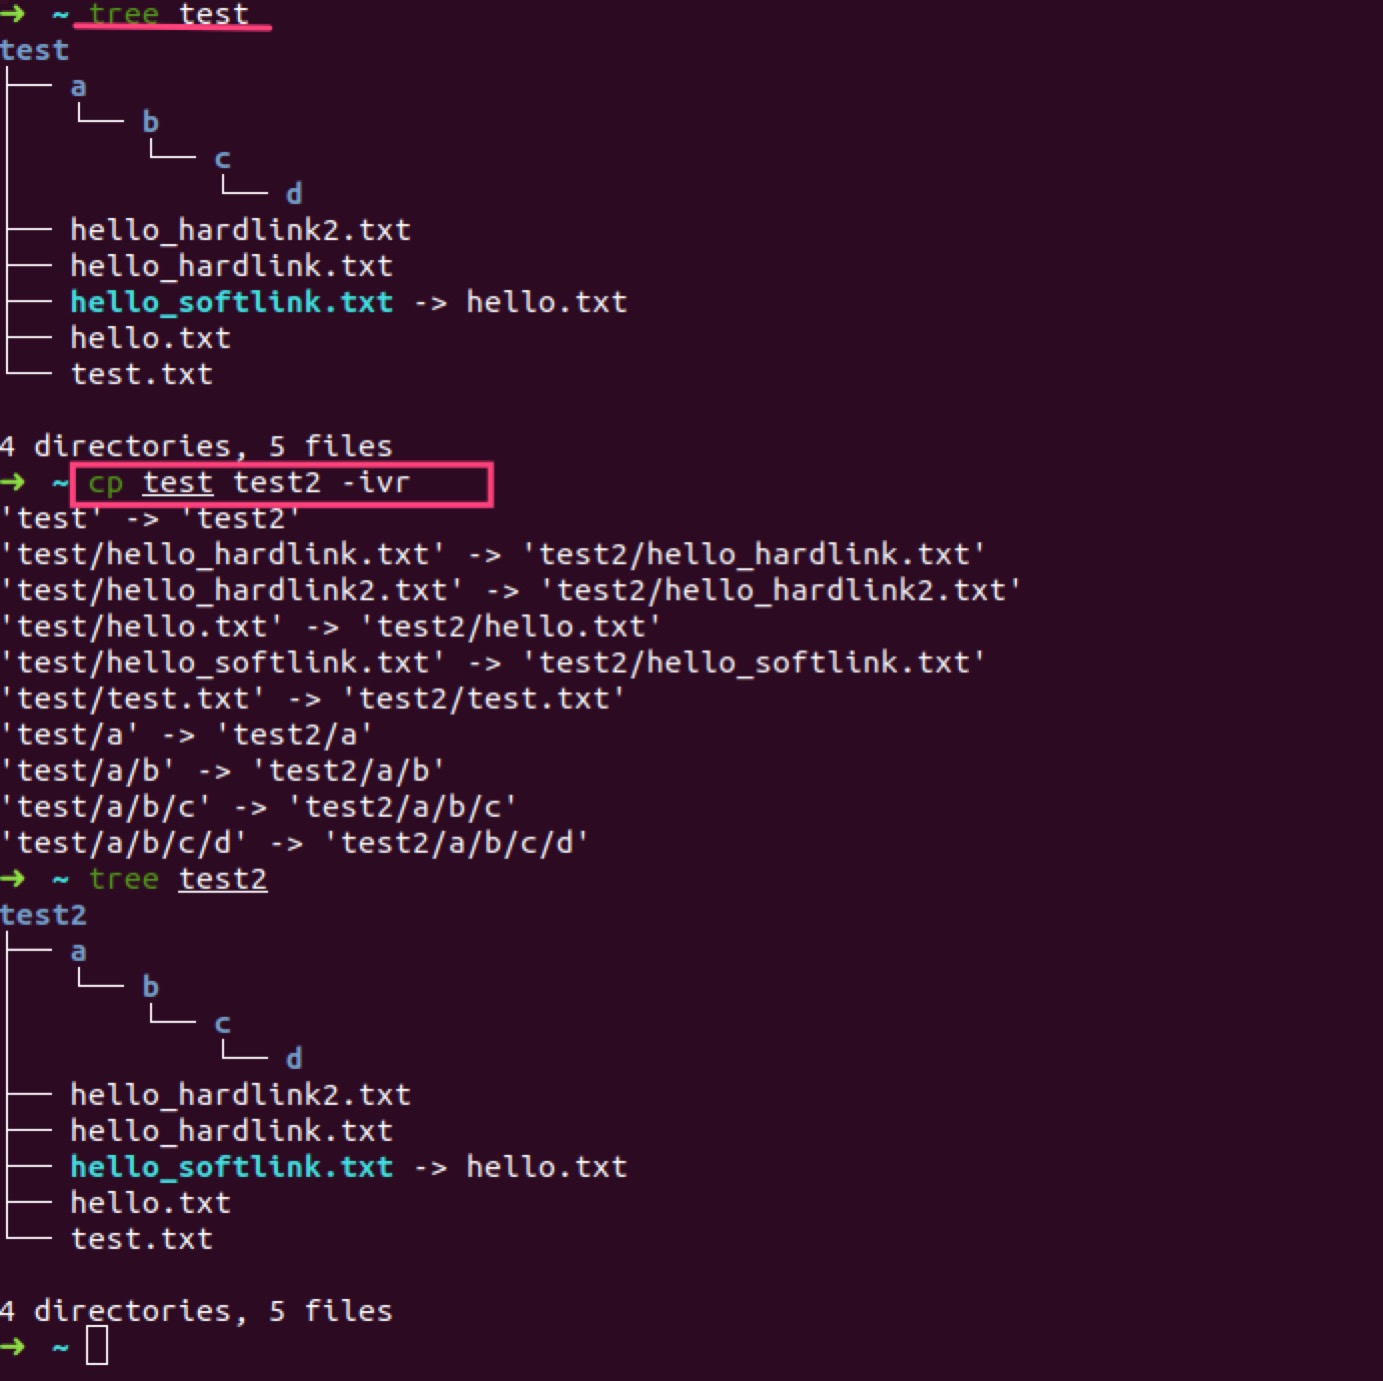 ➜ ~ tree test
test
├── a
│   └── b
│       └── c
│           └── d
├── hello_hardlink2.txt
├── hello_hardlink.txt
├── hello_softlink.txt -> hello.txt
├── hello.txt
└── test.txt
4 directories, 5 files
➜ ~ cp test test2 -ivr
'test' -> 'test2'
'test/hello_hardlink.txt' -> 'test2/hello_hardlink.txt'
'test/hello_hardlink2.txt' -> 'test2/hello_hardlink2.txt'
'test/hello.txt' -> 'test2/hello.txt'
'test/hello_softlink.txt' -> 'test2/hello_softlink.txt'
'test/test.txt' -> 'test2/test.txt'
'test/a' -> 'test2/a'
'test/a/b' -> 'test2/a/b'
'test/a/b/c' -> 'test2/a/b/c'
'test/a/b/c/d' -> 'test2/a/b/c/d'
➜ ~ tree test2
test2
├── a
│   └── b
│       └── c
│           └── d
├── hello_hardlink2.txt
├── hello_hardlink.txt
├── hello_softlink.txt -> hello.txt
├── hello.txt
└── test.txt
4 directories, 5 files
➜ ~